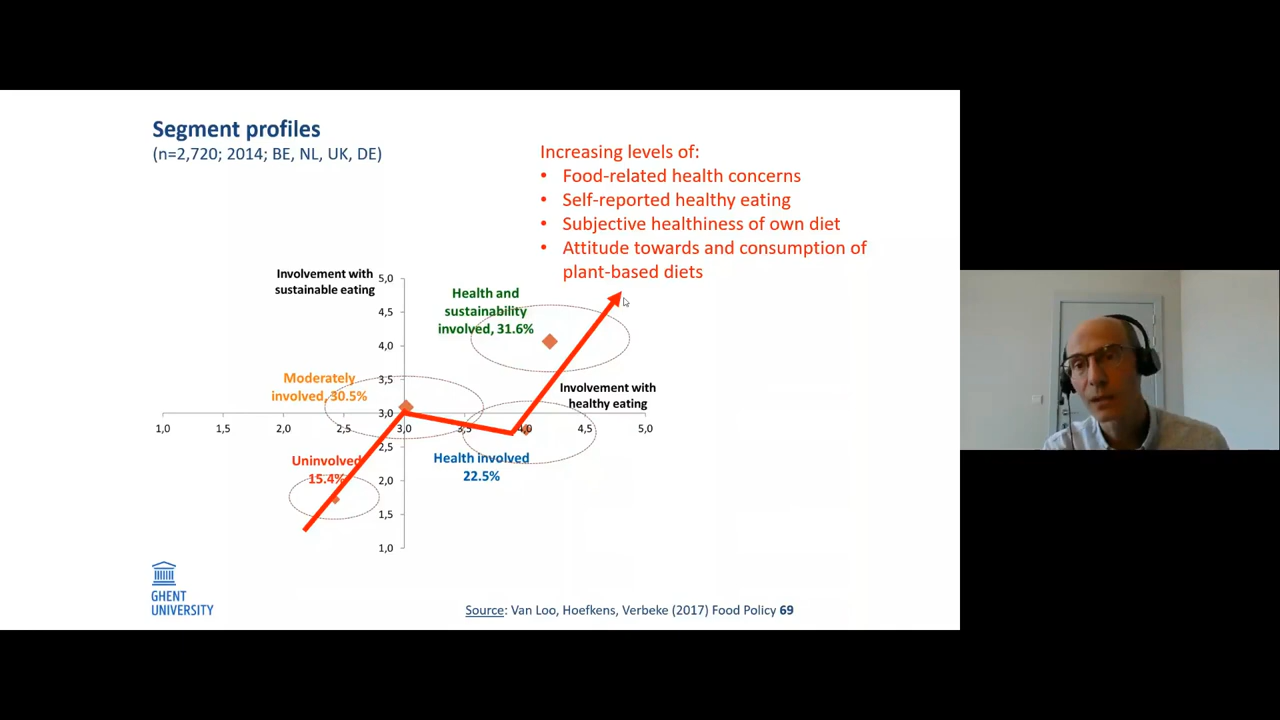 Segment profiles
(n=2,720; 2014; BE, NL, UK, DE)
Increasing levels of:
• Food-related health concerns
• Self-reported healthy eating
• Subjective healthiness of own diet
• Attitude towards and consumption of
plant-based diets
Involvement with
sustainable eating
5,0
4,5
4,0
3,5
3,0
2,5
2,0
1,5
1,0
Health and
sustainability
involved, 31.6%
Moderately
involved, 30.5%
Involvement with
healthy eating
1,0 1,5 2,0 2,5 3,0 3,5 4,0 4,5 5,0
Uninvolved
15.4%
Health involved
22.5%
GHENT
UNIVERSITY
Source: Van Loo, Hoefkens, Verbeke (2017) Food Policy 69